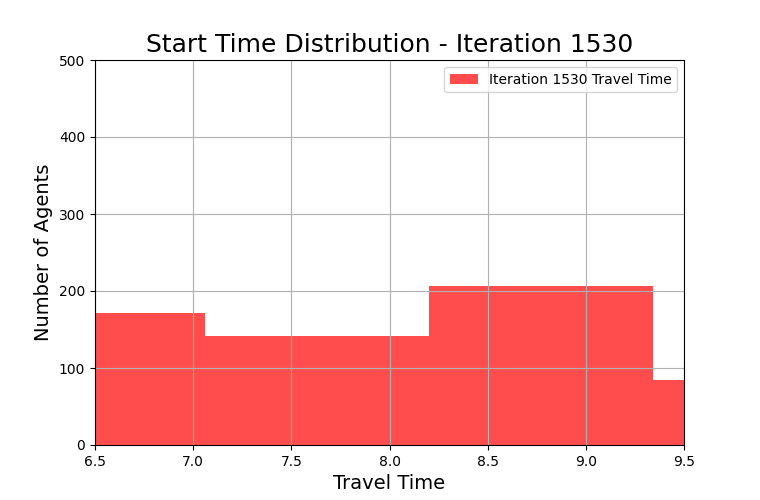 Start Time Distribution - Iteration 1530
Iteration 1530 Travel Time
Number of Agents
500
400
300
200
100
0
6.5 7.0 7.5 8.0 8.5 9.0 9.5
Travel Time